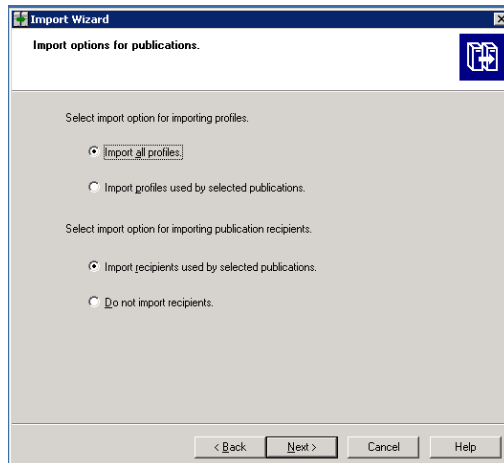 Import Wizard
Import options for publications.
Select import option for importing profiles.
Import all profiles.
Import profiles used by selected publications.
Select import option for importing publication recipients.
Import recipients used by selected publications.
Do not import recipients.
< Back Next > Cancel Help